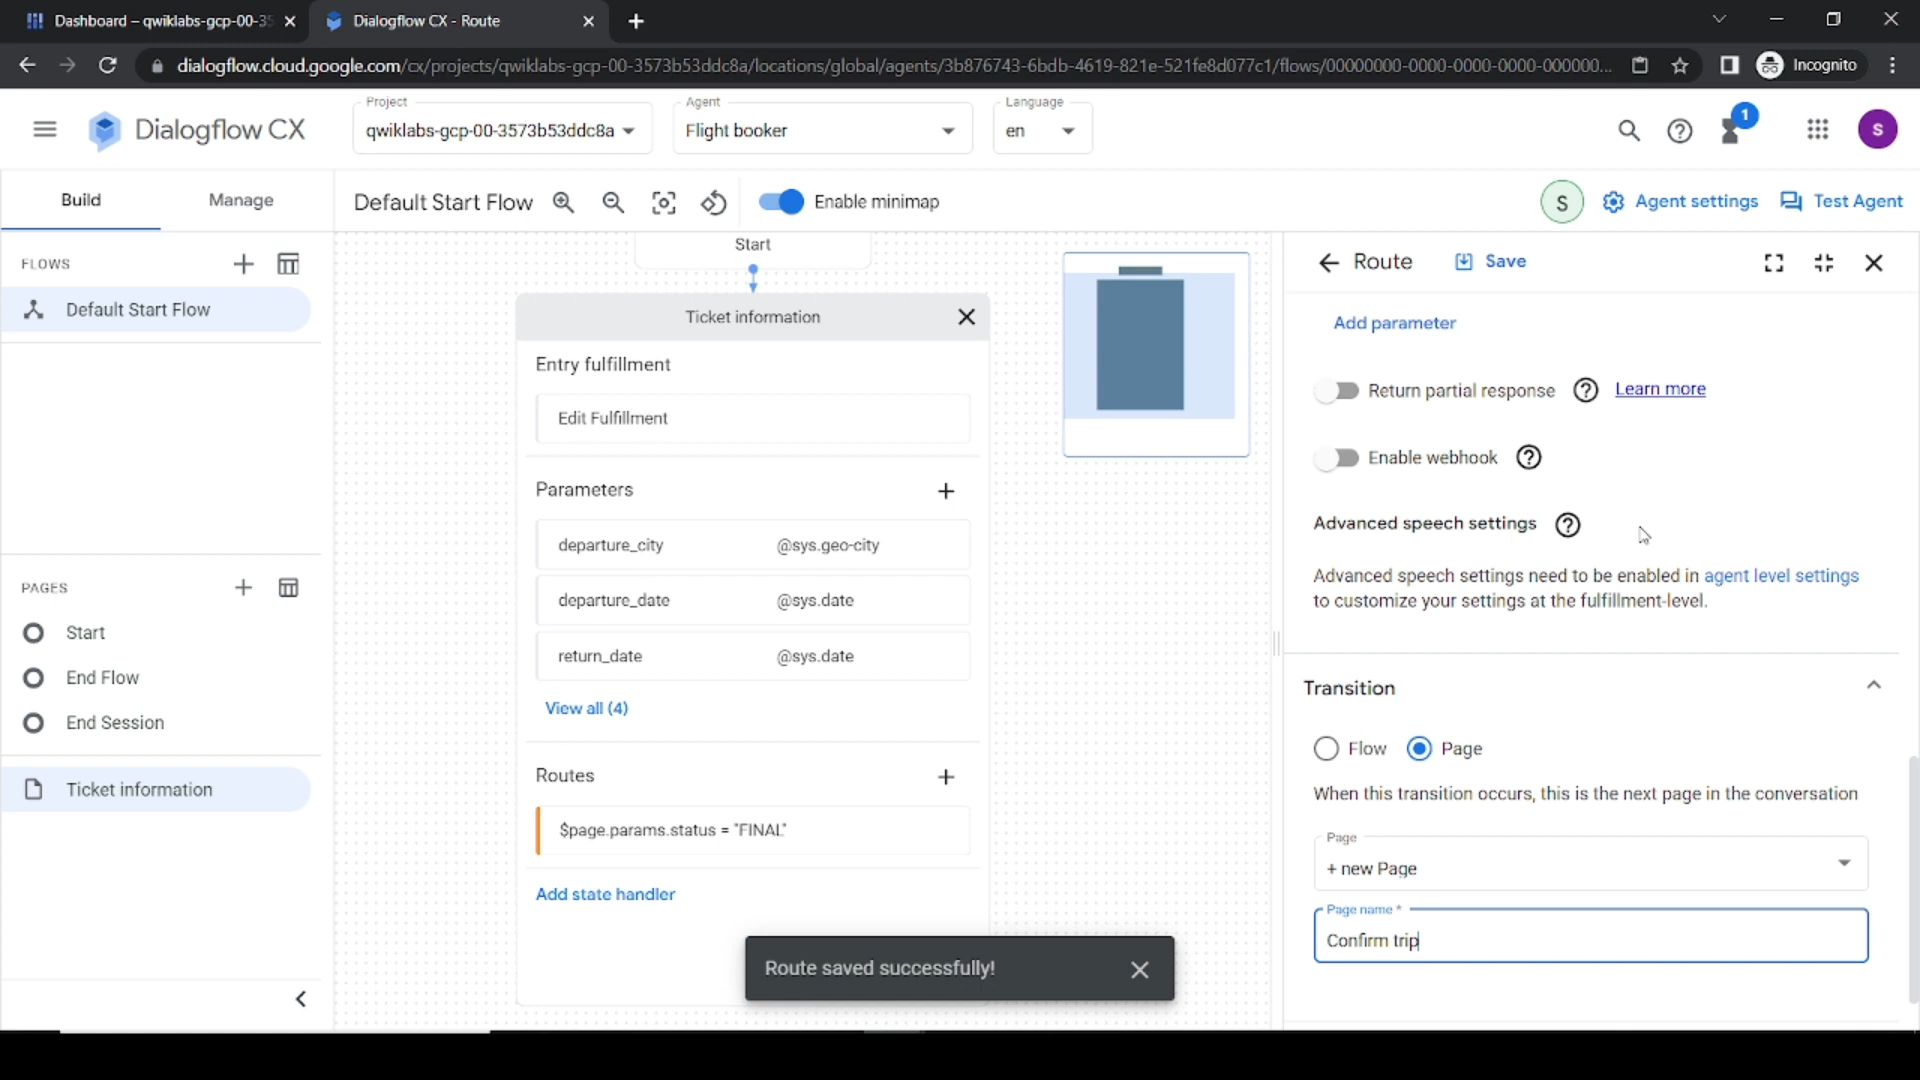 Dashboard – qwiklabs-gcp-00-35
Dialogflow CX - Route
dialogflow.cloud.google.com/cx/projects/qwiklabs-gcp-00-3573b53ddc8a/locations/global/agents/3b876743-6bdb-4619-821e-521fe8d077c1/flows/00000000-0000-0000-0000-000000...
Incognito
Dialogflow CX
Project
qwiklabs-gcp-00-3573b53ddc8a
Agent
Flight booker
Language
en
1
S
Build
Manage
Default Start Flow
Enable minimap
S
Agent settings
Test Agent
FLOWS
Default Start Flow
PAGES
Start
End Flow
End Session
Ticket information
Start
Ticket information
Entry fulfillment
Edit Fulfillment
Parameters
departure_city @sys.geo-city
departure_date @sys.date
return_date @sys.date
View all (4)
Routes
$page.params.status = "FINAL"
Add state handler
Route saved successfully!
Route
Save
Add parameter
Return partial response
Learn more
Enable webhook
Advanced speech settings
Advanced speech settings need to be enabled in agent level settings
to customize your settings at the fulfillment-level.
Transition
Flow
Page
When this transition occurs, this is the next page in the conversation
Page
+ new Page
Page name *
Confirm trip